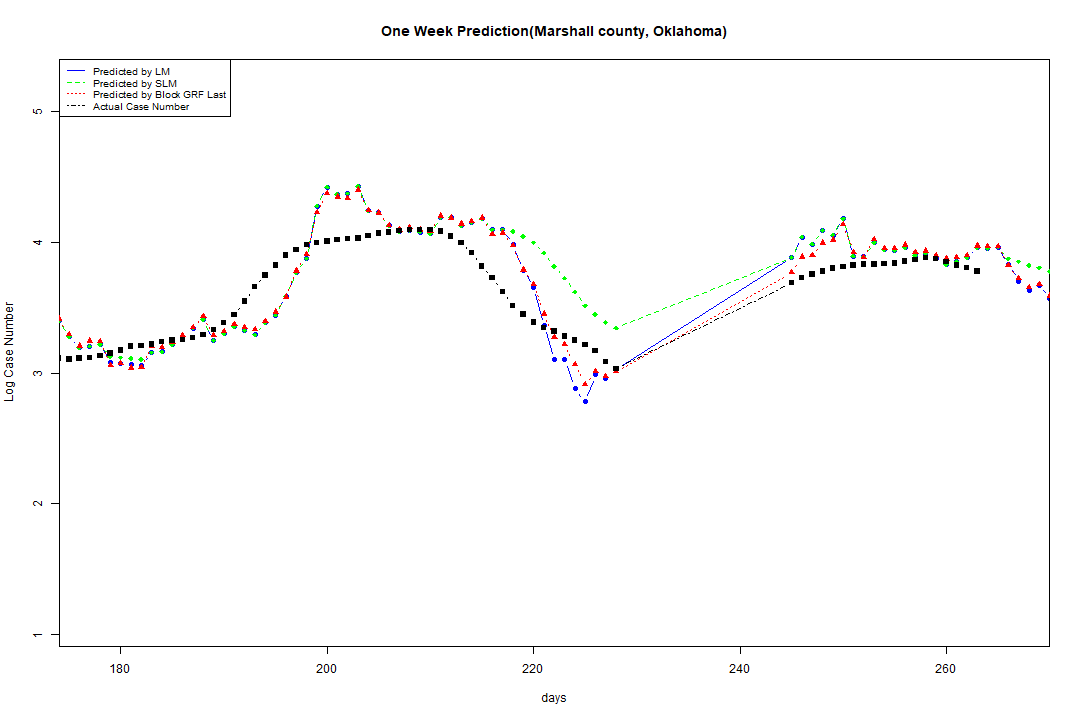 One Week Prediction(Marshall county, Oklahoma)
Predicted by LM
Predicted by SLM
Predicted by Block GRF Last
Actual Case Number
5
4
3
2
1
Log Case Number
180 200 220 240 260
days